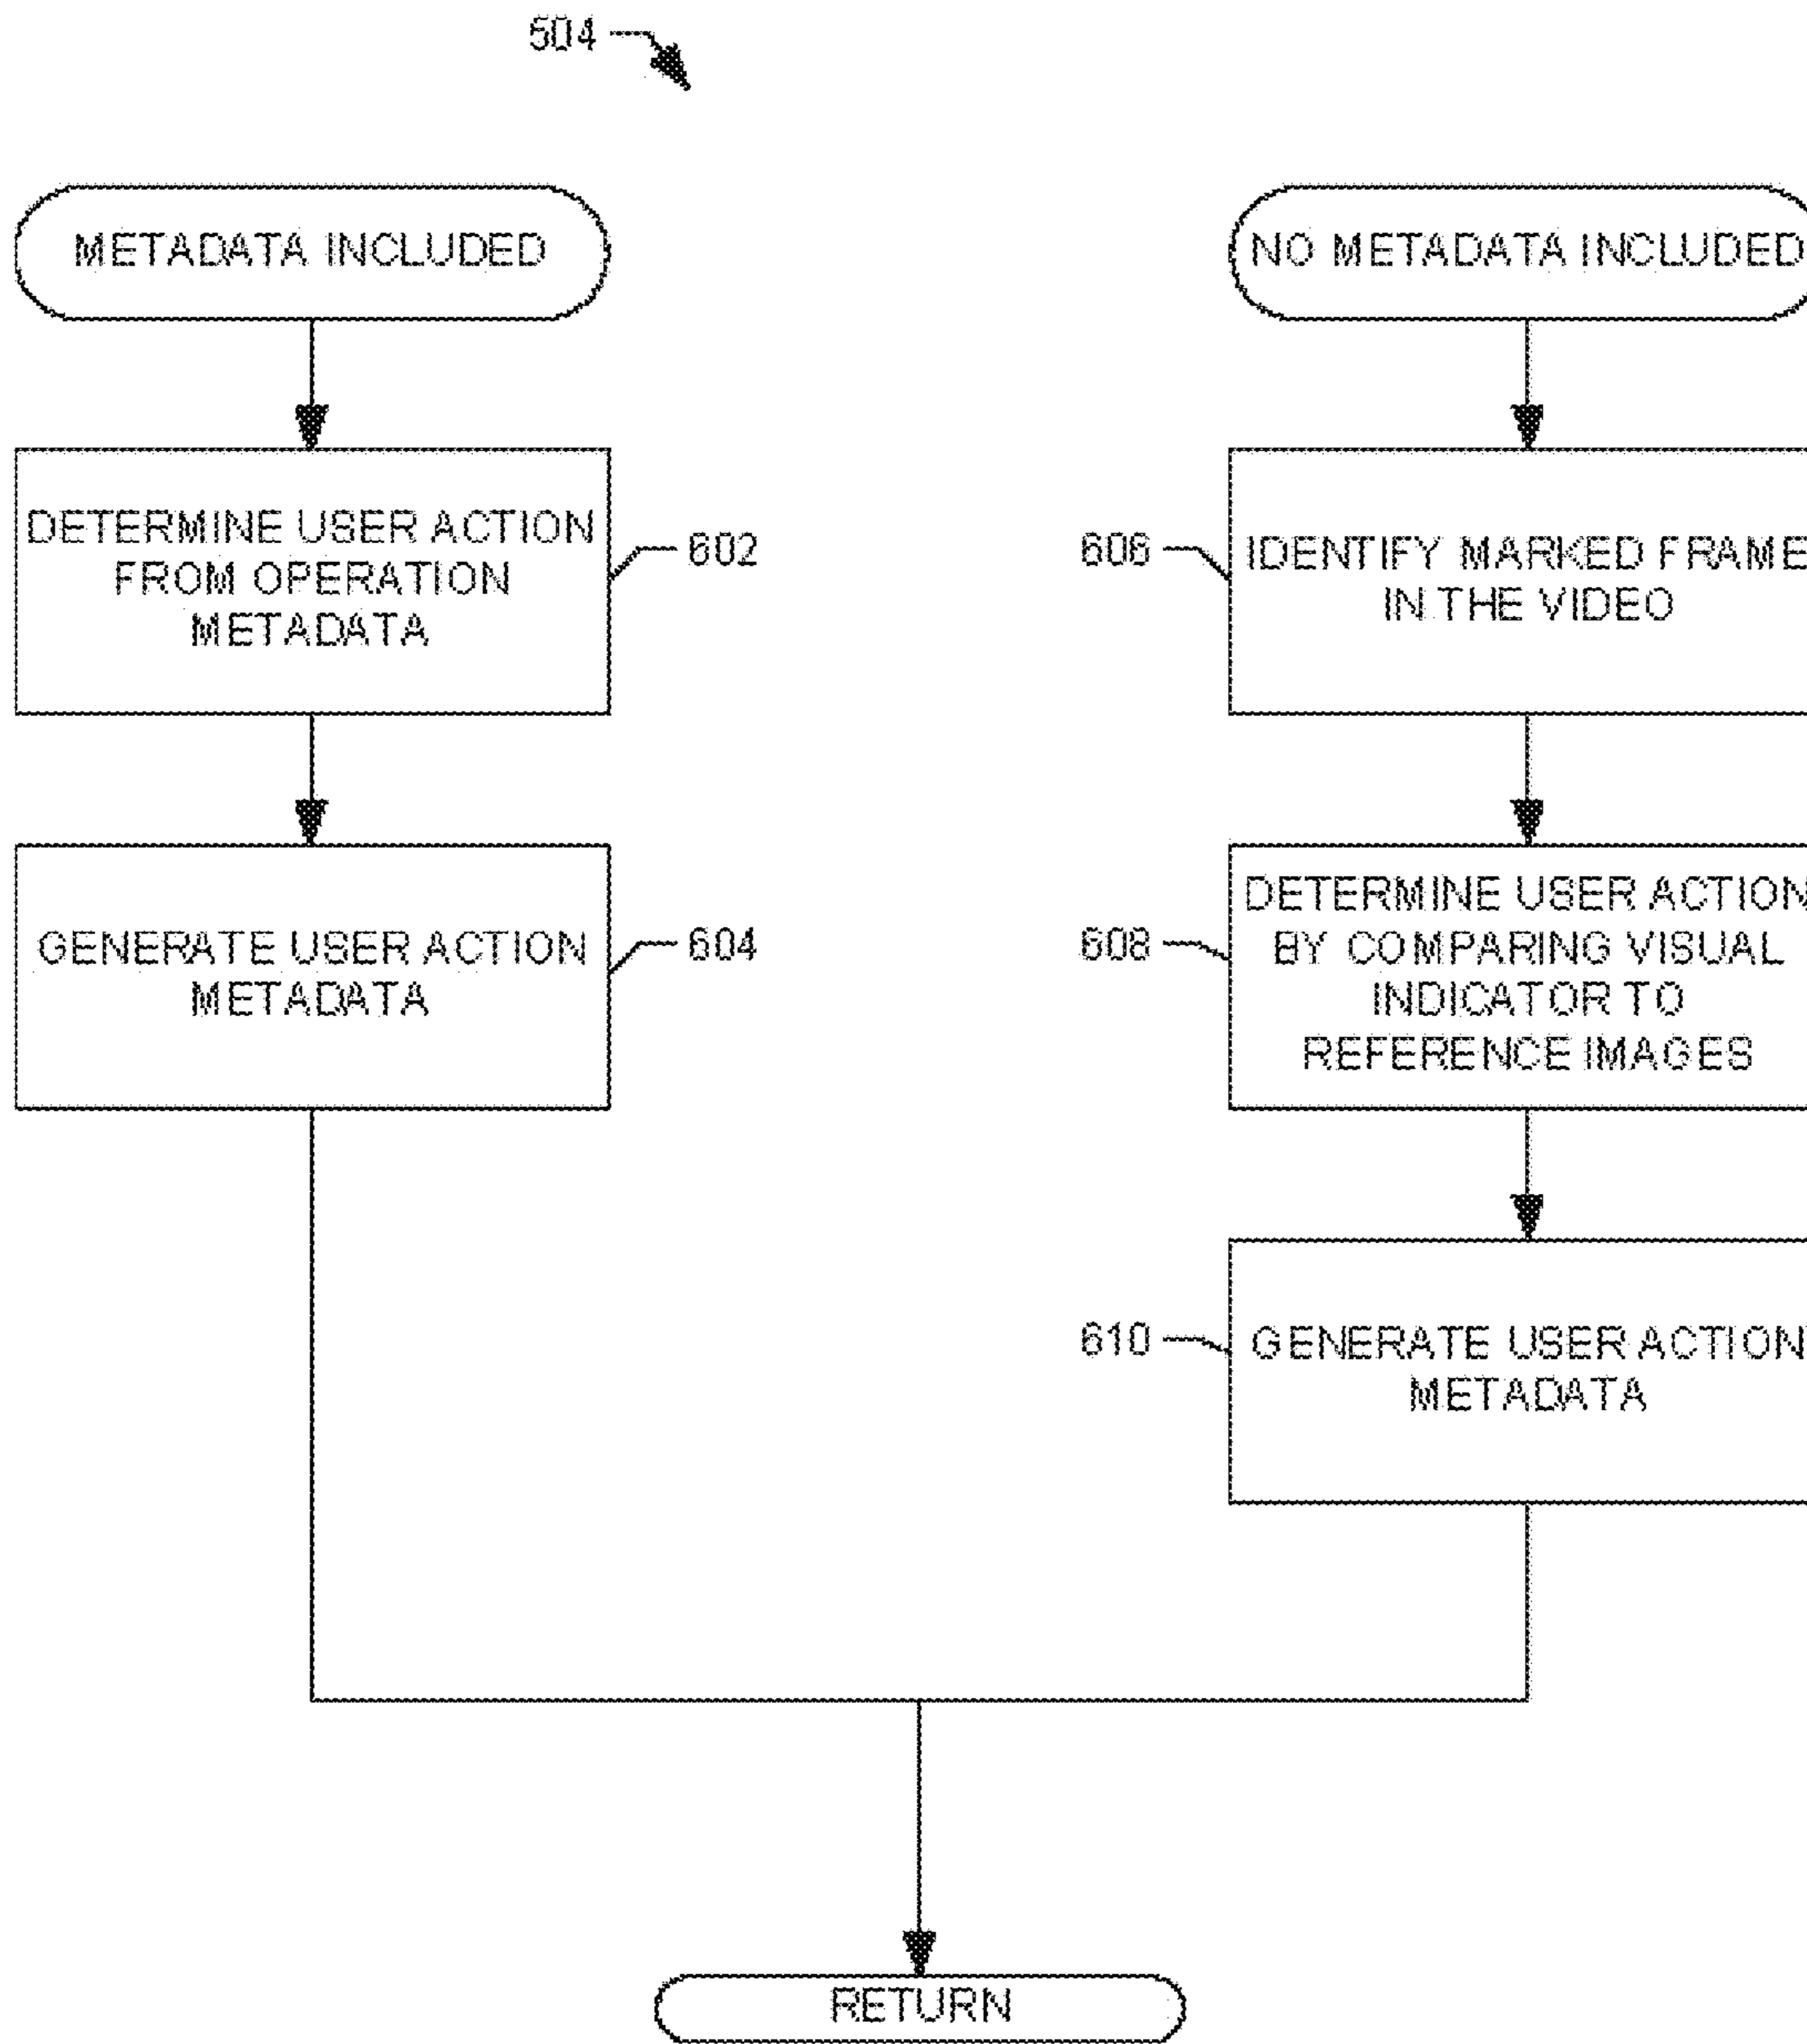 504
METADATA INCLUDED
DETERMINE USER ACTION
FROM OPERATION
METADATA
602
GENERATE USER ACTION
METADATA
604
NO METADATA INCLUDED
606
IDENTIFY MARKED FRAME
IN THE VIDEO
608
DETERMINE USER ACTION
BY COMPARING VISUAL
INDICATOR TO
REFERENCE IMAGES
610
GENERATE USER ACTION
METADATA
RETURN